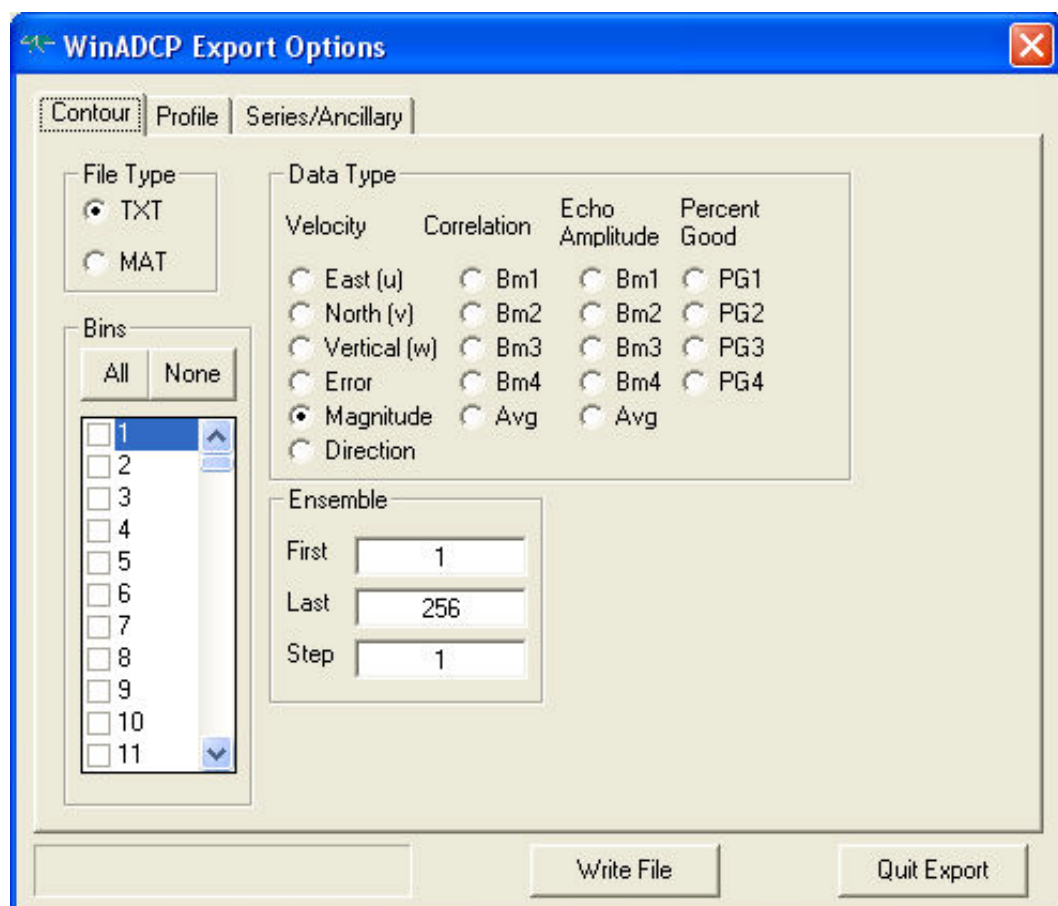 WinADCP Export Options
Contour Profile Series/Ancillary
File Type
TXT
MAT
Bins
All None
1
2
3
4
5
6
7
8
9
10
11
Data Type
Velocity Correlation Echo Amplitude Percent Good
East (u) Bm1 Bm1 PG1
North (v) Bm2 Bm2 PG2
Vertical (w) Bm3 Bm3 PG3
Error Bm4 Bm4 PG4
Magnitude Avg Avg
Direction
Ensemble
First 1
Last 256
Step 1
Write File Quit Export